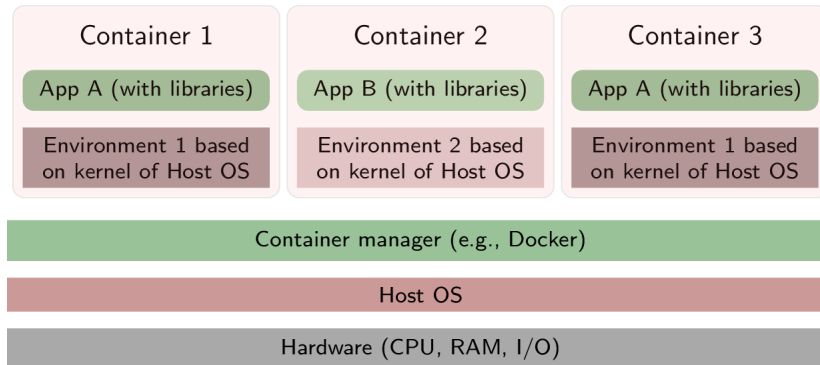 Container 1
App A (with libraries)
Environment 1 based
on kernel of Host OS
Container 2
App B (with libraries)
Environment 2 based
on kernel of Host OS
Container 3
App A (with libraries)
Environment 1 based
on kernel of Host OS
Container manager (e.g., Docker)
Host OS
Hardware (CPU, RAM, I/O)